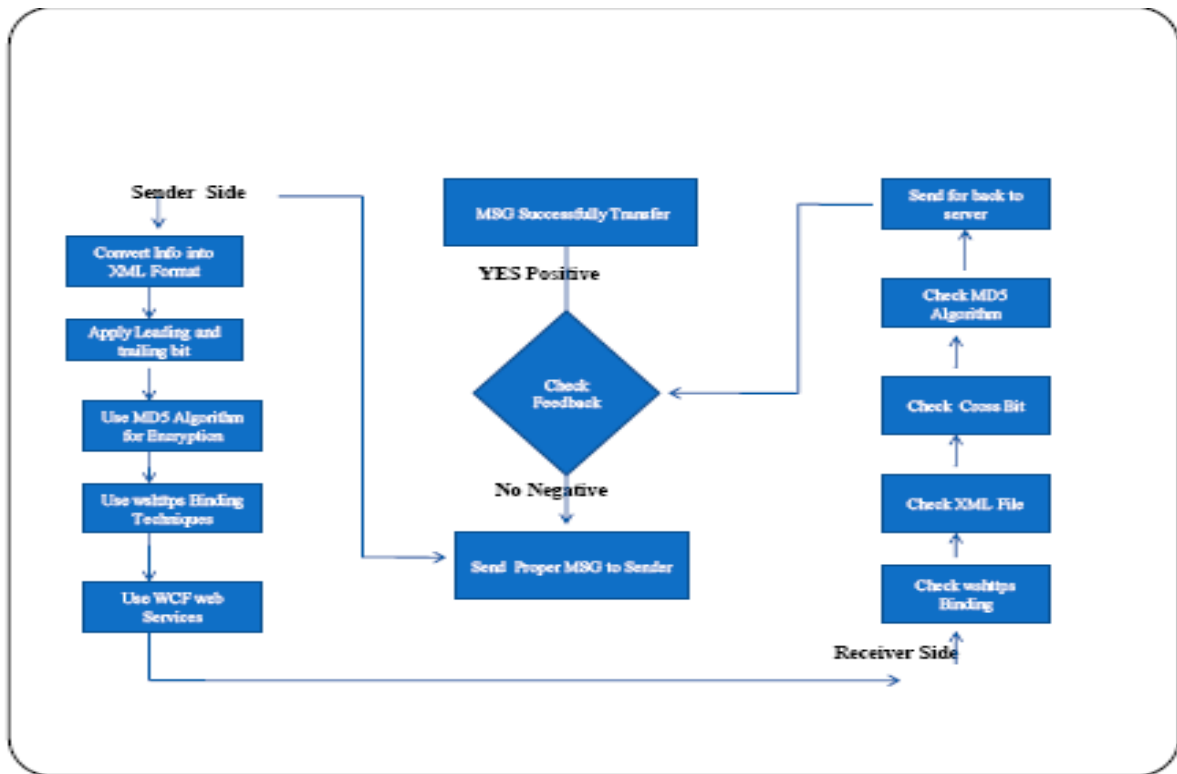 Sender Side
Convert Info into
XML Format
Apply Leading and
trailing bit
Use MD5 Algorithm
for Encryption
Use wshttps Binding
Techniques
Use WCF web
Services
MSG Successfully Transfer
YES Positive
Check
Feedback
No Negative
Send Proper MSG to Sender
Send for back to
server
Check MD5
Algorithm
Check Cross Bit
Check XML File
Check wshttps
Binding
Receiver Side